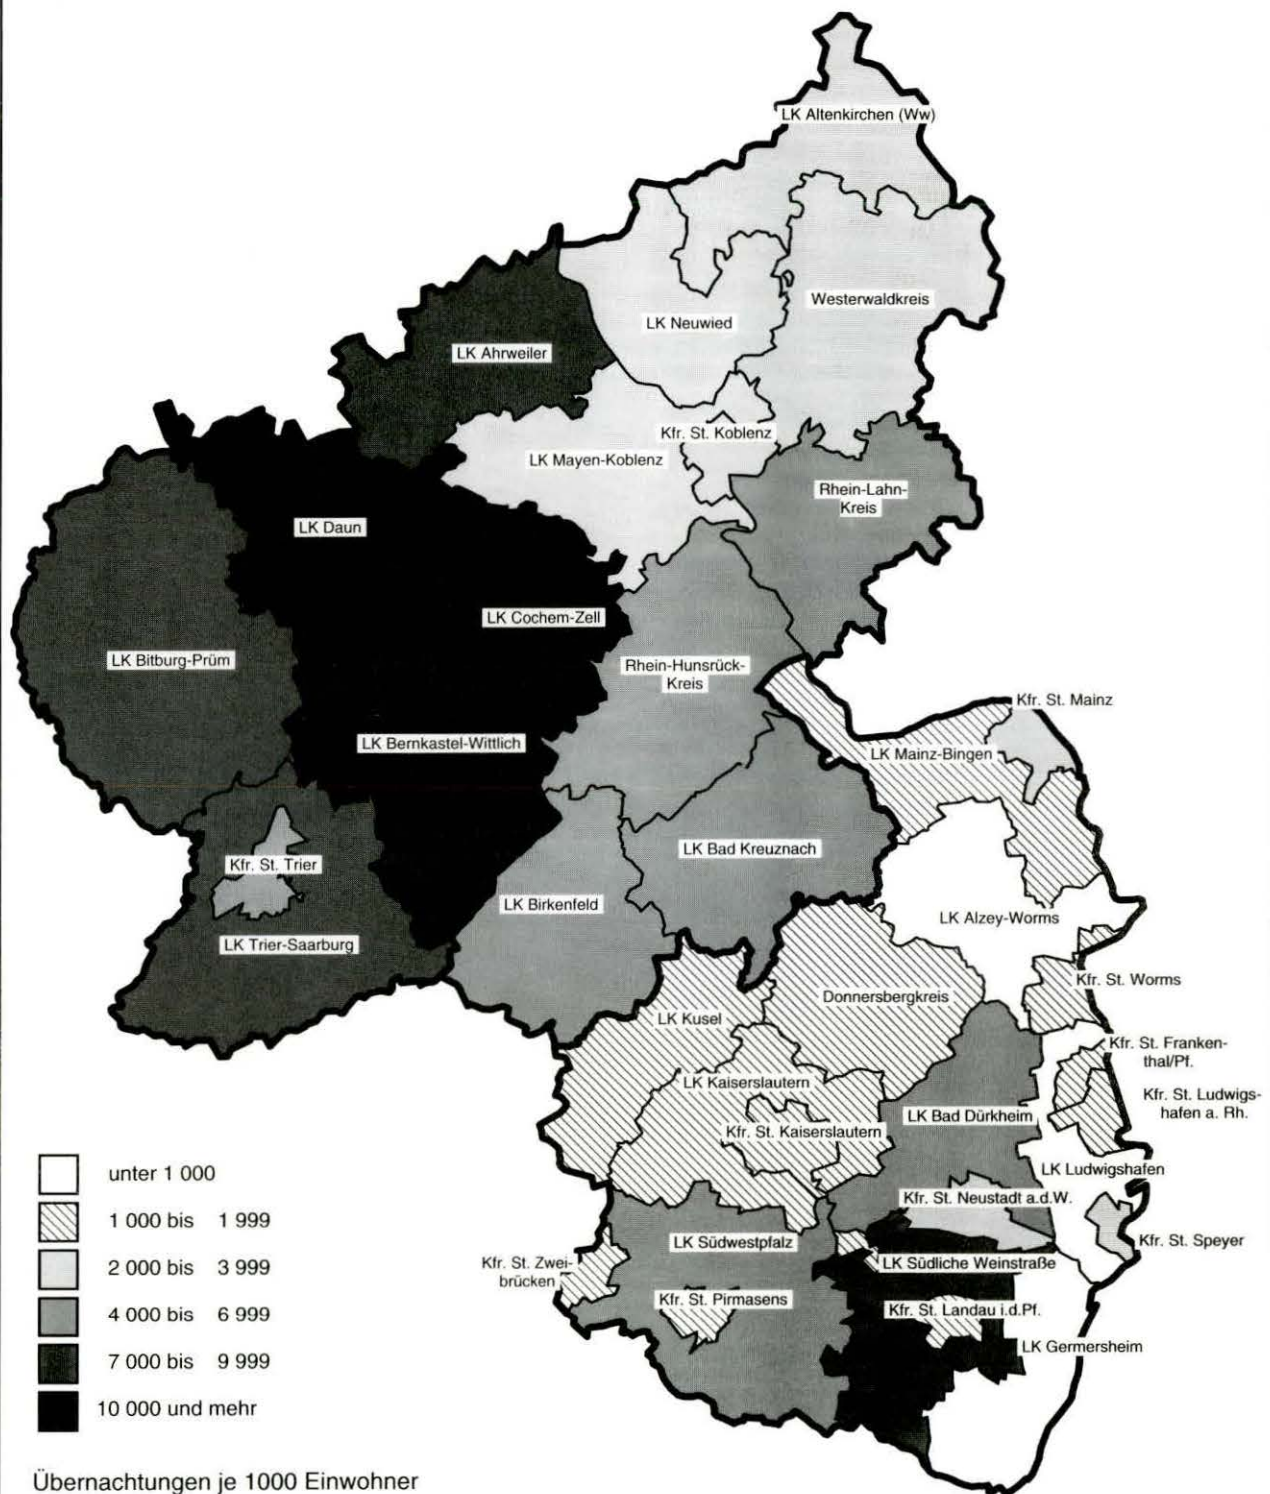 LK Altenkirchen (Ww)
Westerwaldkreis
LK Neuwied
LK Ahrweiler
Kfr. St. Koblenz
LK Mayen-Koblenz
Rhein-Lahn-
Kreis
LK Daun
LK Cochem-Zell
LK Bitburg-Prüm
Rhein-Hunsrück-
Kreis
Kfr. St. Mainz
LK Bernkastel-Wittlich
LK Mainz-Bingen
LK Bad Kreuznach
Kfr. St. Trier
LK Birkenfeld
LK Alzey-Worms
LK Trier-Saarburg
Kfr. St. Worms
Donnersbergkreis
LK Kusel
Kfr. St. Franken-
thal/Pf.
LK Kaiserslautern
Kfr. St. Ludwigs-
hafen a. Rh.
LK Bad Dürkheim
Kfr. St. Kaiserslautern
LK Ludwigshafen
Kfr. St. Neustadt a.d.W.
LK Südwestpfalz
Kfr. St. Speyer
Kfr. St. Zwei-
brücken
LK Südliche Weinstraße
Kfr. St. Pirmasens
Kfr. St. Landau i.d.Pf.
LK Germersheim
unter 1 000
1 000 bis 1 999
2 000 bis 3 999
4 000 bis 6 999
7 000 bis 9 999
10 000 und mehr
Übernachtungen je 1000 Einwohner